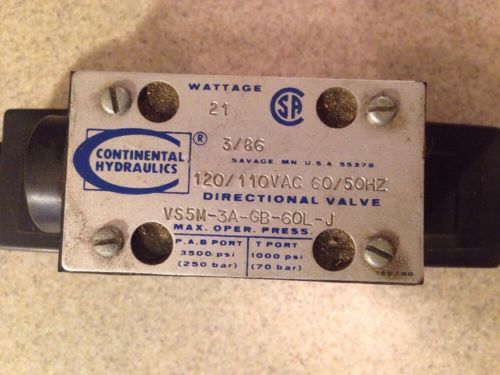 WATTAGE
21
SA
3/86
SAVAGE, MN U.S.A. 55378
CONTINENTAL
HYDRAULICS
®
120/110VAC 60/50HZ
DIRECTIONAL VALVE
VS5M-3A-GB-60L-J
MAX. OPER. PRESS.
P.A.B PORT
3500 psi
(250 bar)
T PORT
1000 psi
(70 bar)